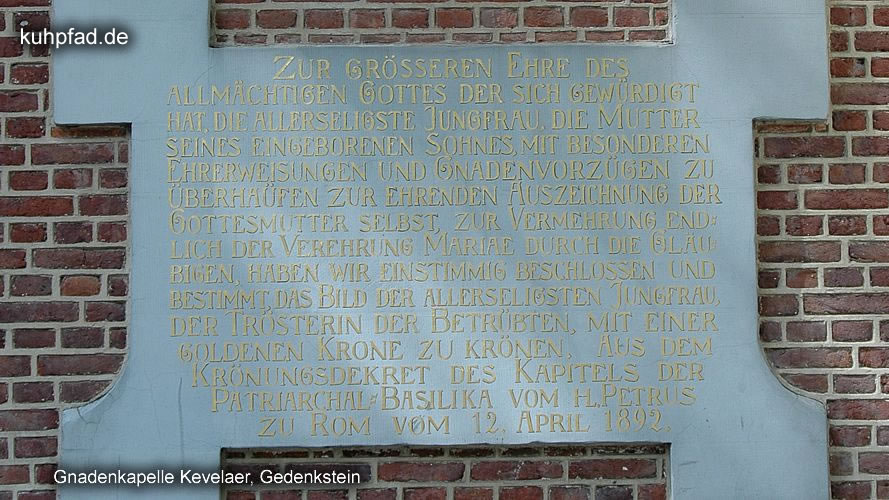 kuhpfad.de
ZUR GRÖSSEREN EHRE DES
ALLMÄCHTIGEN GOTTES DER SICH GEWÜRDIGT
HAT, DIE ALLERSELIGSTE JUNGFRAU, DIE MUTTER
SEINES EINGEBORENEN SOHNES, MIT BESONDEREN
EHRERWEISUNGEN UND GNADENVORZÜGEN ZU
ÜBERHAÜFEN ZUR EHRENDEN AUSZEICHNUNG DER
GOTTESMUTTER SELBST, ZUR VERMEHRUNG END=
LICH DER VEREHRUNG MARIAE DURCH DIE GLÄU=
BIGEN, HABEN WIR EINSTIMMIG BESCHLOSSEN UND
BESTIMMT, DAS BILD DER ALLERSELIGSTEN JUNGFRAU,
DER TRÖSTERIN DER BETRÜBTEN, MIT EINER
GOLDENEN KRONE ZU KRÖNEN, AUS DEM
KRÖNUNGSDEKRET DES KAPITELS DER
PATRIARCHAL=BASILIKA VOM H. PETRUS
ZU ROM VOM 12. APRIL 1892.
Gnadenkapelle Kevelaer, Gedenkstein